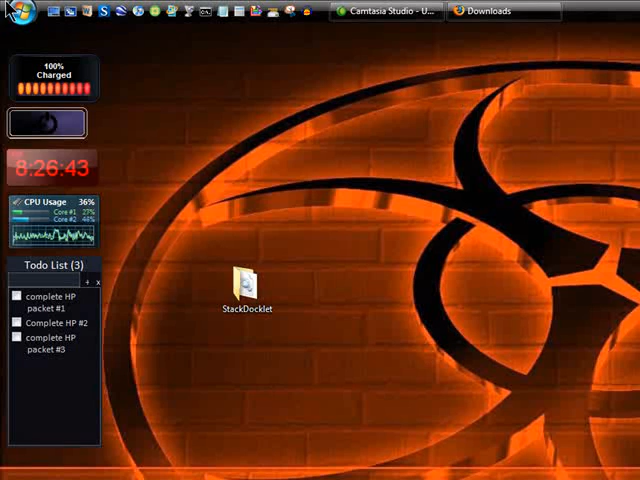 Camtasia Studio - U...
Downloads
100%
Charged
8:26:43
CPU Usage 36%
Core #1 27%
Core #2 46%
Todo List (3)
+ x
complete HP
packet #1
Complete HP #2
complete HP
packet #3
StackDocklet